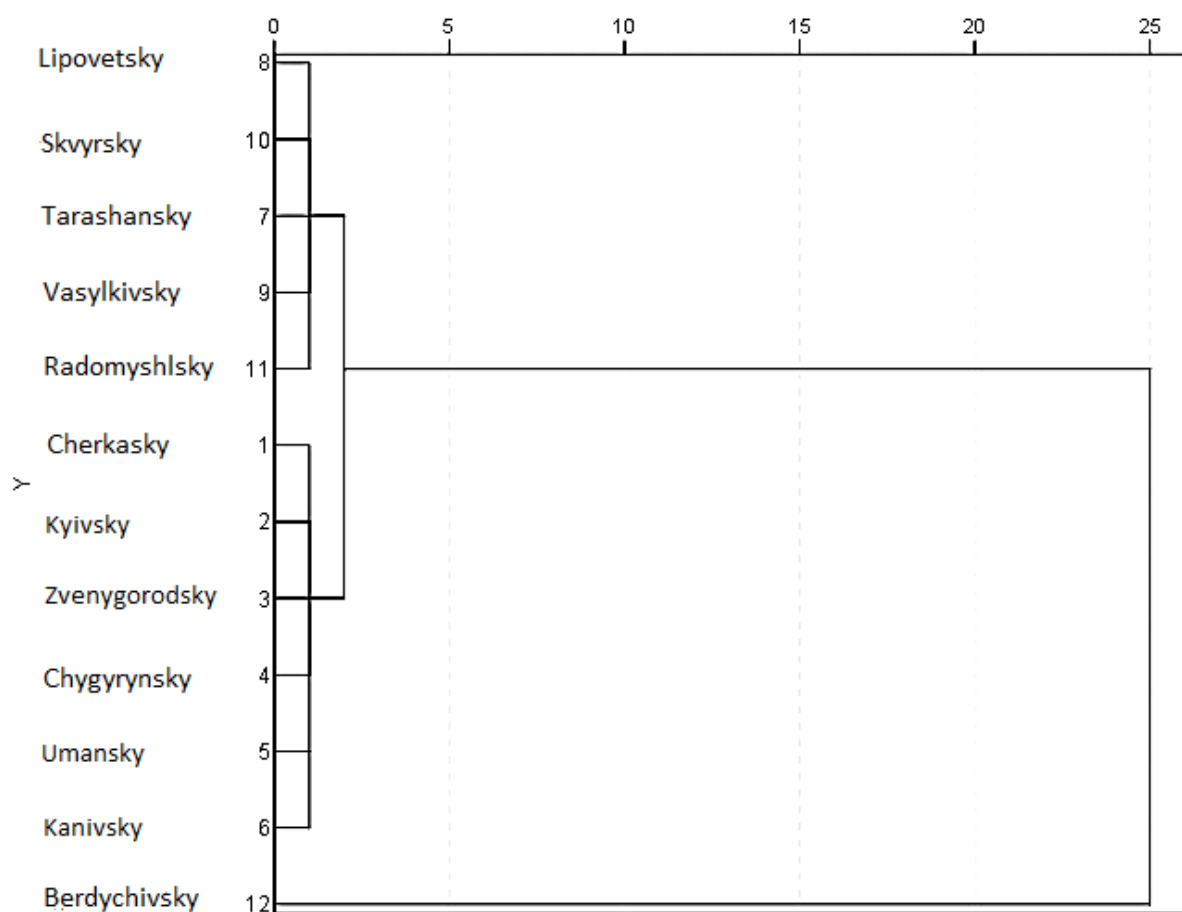 0 5 10 15 20 25
Lipovetsky 8
Skvyrsky 10
Tarashansky 7
Vasylkivsky 9
Radomyshlsky 11
Cherkasky 1
Y
Kyivsky 2
Zvenygorodsky 3
Chygyrynsky 4
Umansky 5
Kanivsky 6
Berdychivsky 12